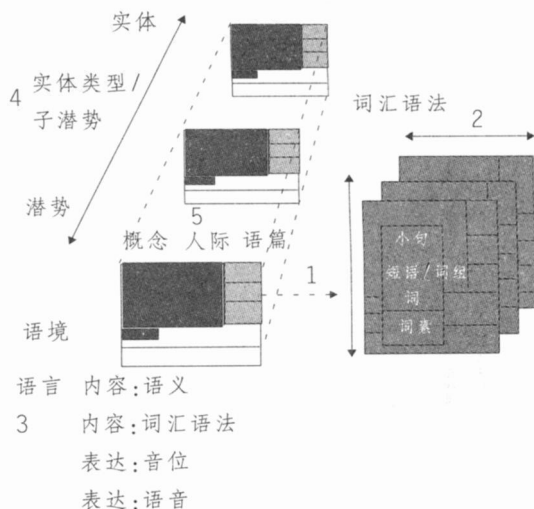 实体
4 实体类型/
子潜势
潜势
词汇语法
2
5
概念 人际 语篇
1
小句
短语/词组
词
词素
语境
语言 内容:语义
3 内容:词汇语法
表达:音位
表达:语音